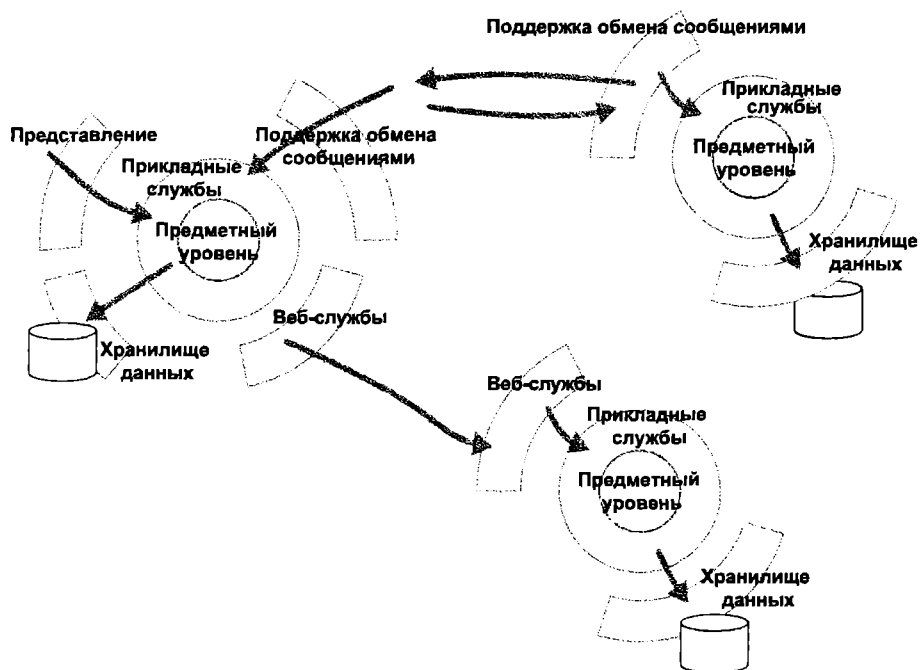 Поддержка обмена сообщениями
Прикладные
службы
Предметный
уровень
Хранилище
данных
Представление
Поддержка обмена
сообщениями
Прикладные
службы
Предметный
уровень
Веб-службы
Хранилище
данных
Веб-службы
Прикладные
службы
Предметный
уровень
Хранилище
данных